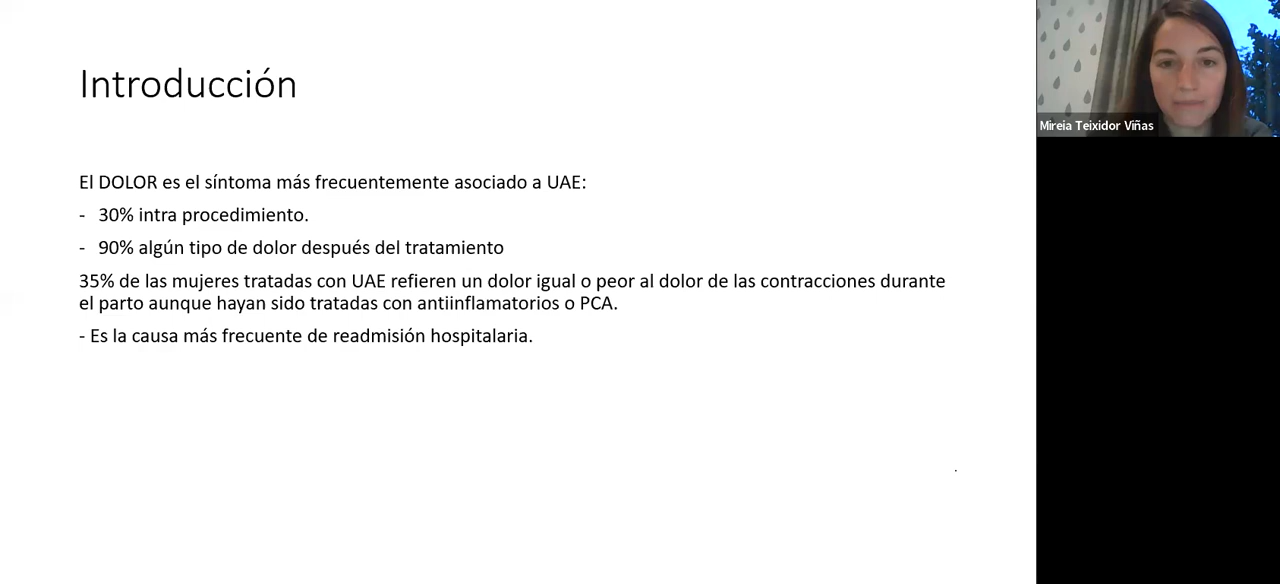 Introducción
El DOLOR es el síntoma más frecuentemente asociado a UAE:
- 30% intra procedimiento.
- 90% algún tipo de dolor después del tratamiento
35% de las mujeres tratadas con UAE refieren un dolor igual o peor al dolor de las contracciones durante
el parto aunque hayan sido tratadas con antiinflamatorios o PCA.
- Es la causa más frecuente de readmisión hospitalaria.
.
Mireia Teixidor Viñas